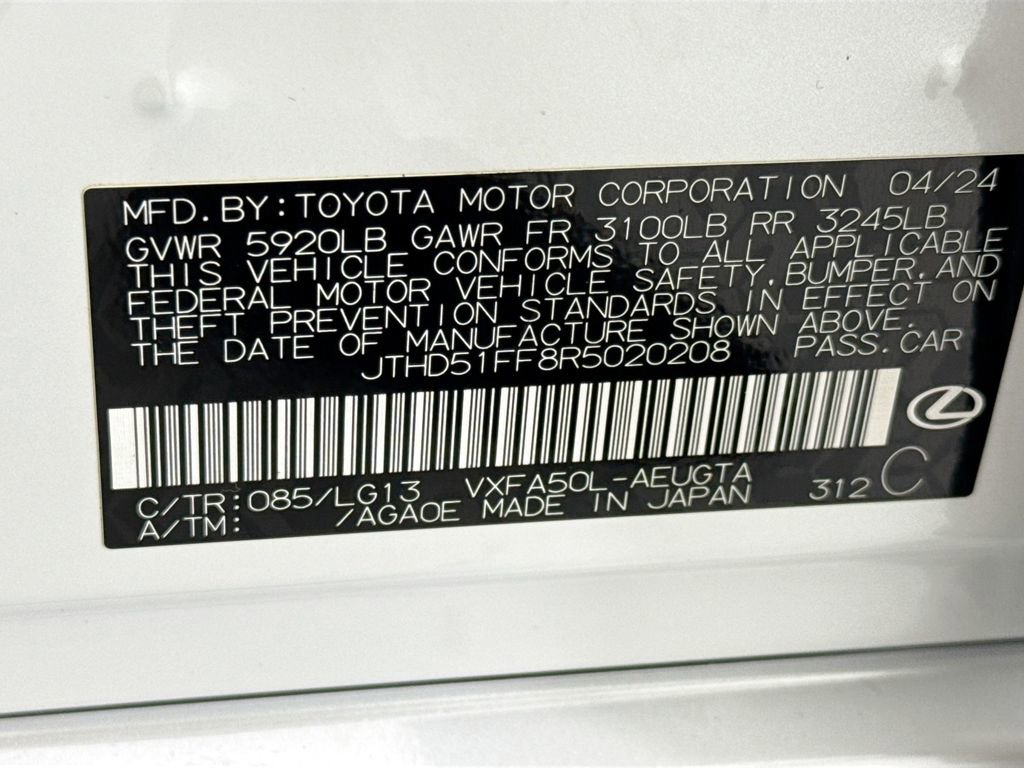 MFD. BY: TOYOTA MOTOR CORPORATION 04/24
GVWR 5920LB GAWR FR 3100LB RR 3245LB
THIS VEHICLE CONFORMS TO ALL APPLICABLE
FEDERAL MOTOR VEHICLE SAFETY, BUMPER, AND
THEFT PREVENTION STANDARDS IN EFFECT ON
THE DATE OF MANUFACTURE SHOWN ABOVE.
JTHD51FF8R5020208 PASS. CAR
C/TR: 085/LG13 VXFA50L-AEUGTA
A/TM: /AGA0E MADE IN JAPAN 312 C